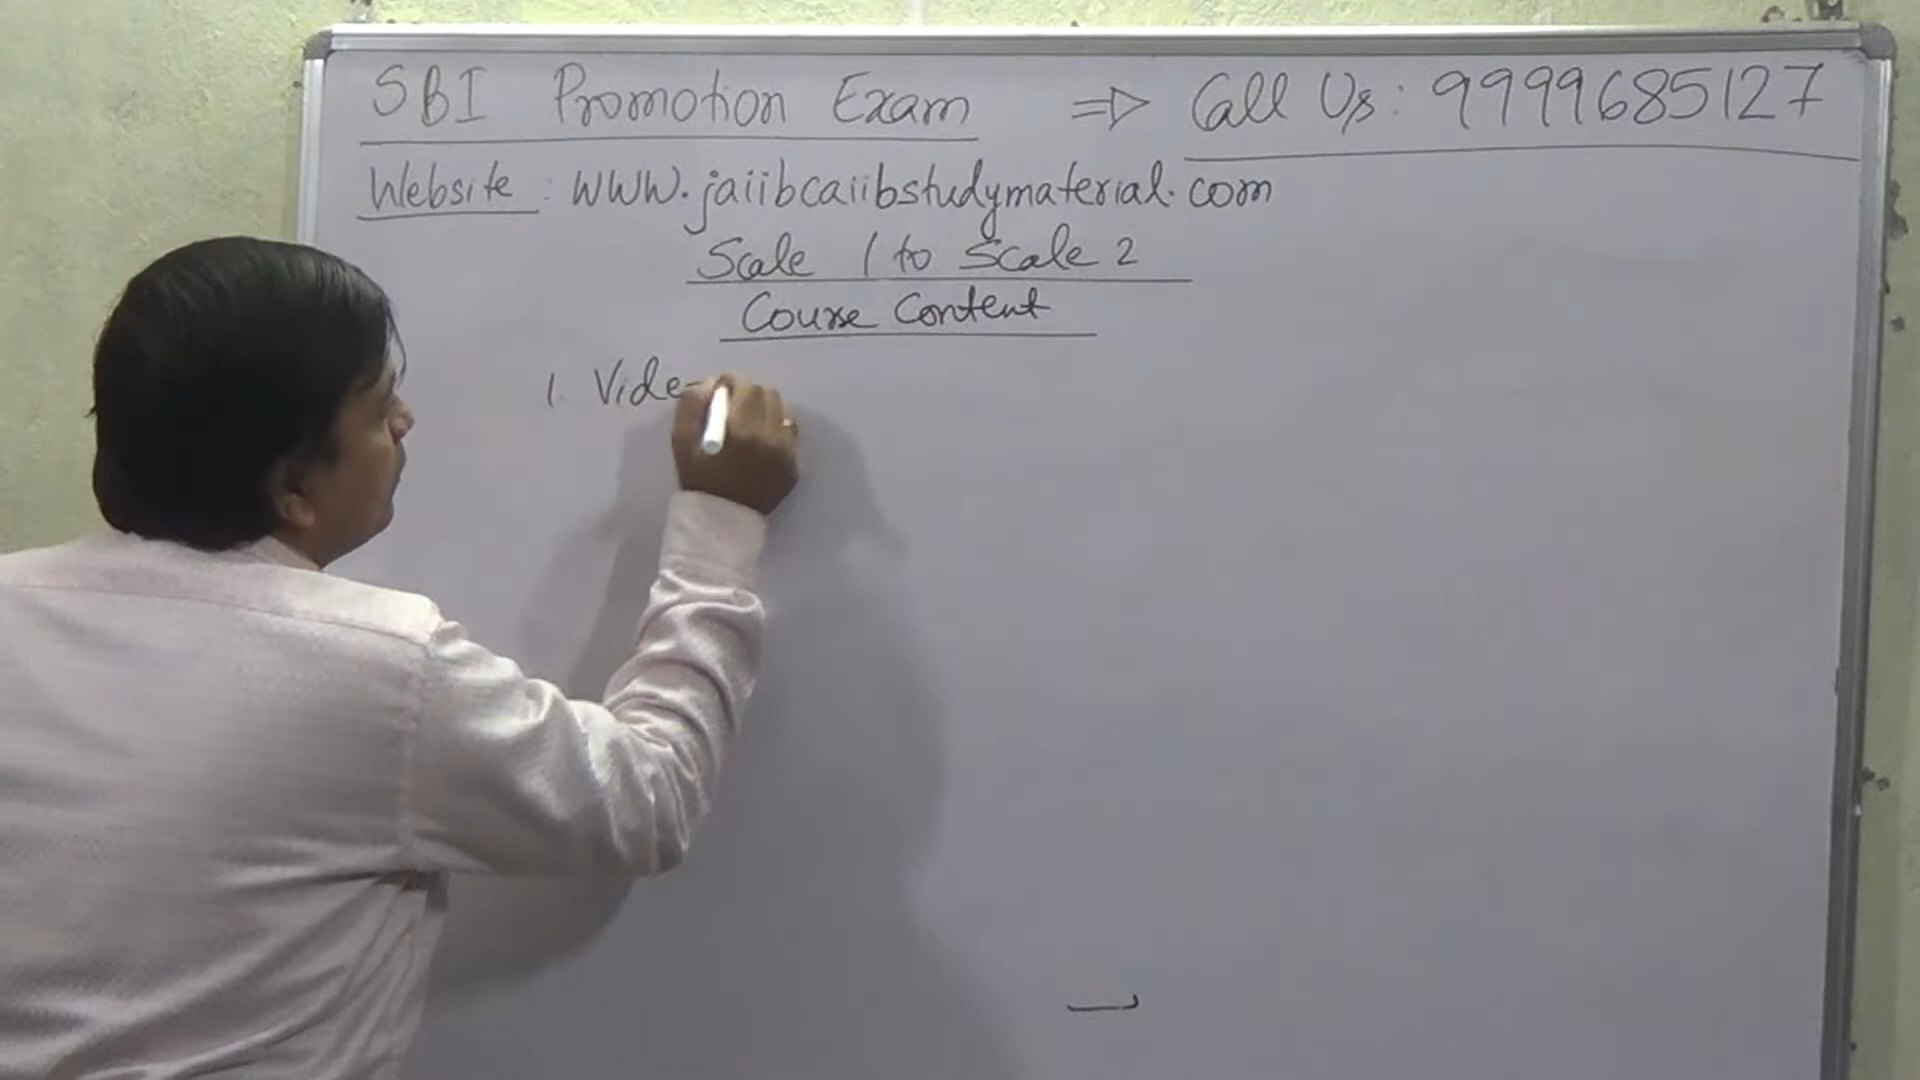 SBI Promotion Exam ⇒ Call Us: 9999685127
Website: www.jaiibcaiibstudymaterial.com
Scale 1 to Scale 2
Course Content
1. Vide